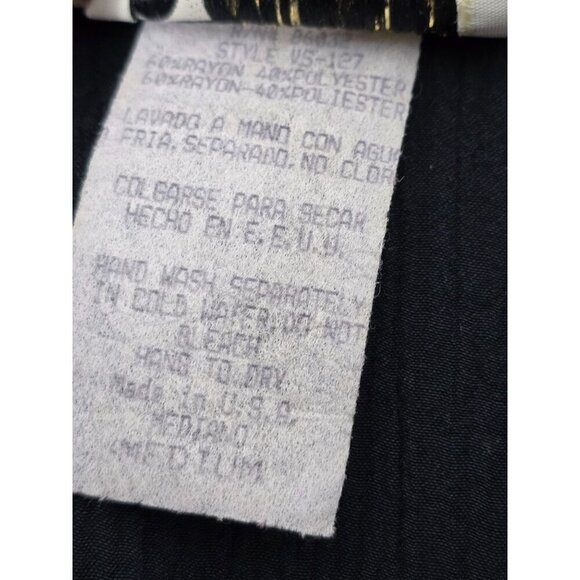 STYLE VS-127
60%RAYON 40%POLYESTER
60%RAYON-40%POLIESTER
LAVADO A MANO CON AGU
FRIA.SEPARADO.NO CLOR
COLGARSE PARA SECAR
HECHO EN E.E.U.U.
HAND WASH SEPARATELY
IN COLD WATER.DO NOT
BLEACH
HANG TO DRY
Made in U.S.A.
MEDIANO
MEDIUM